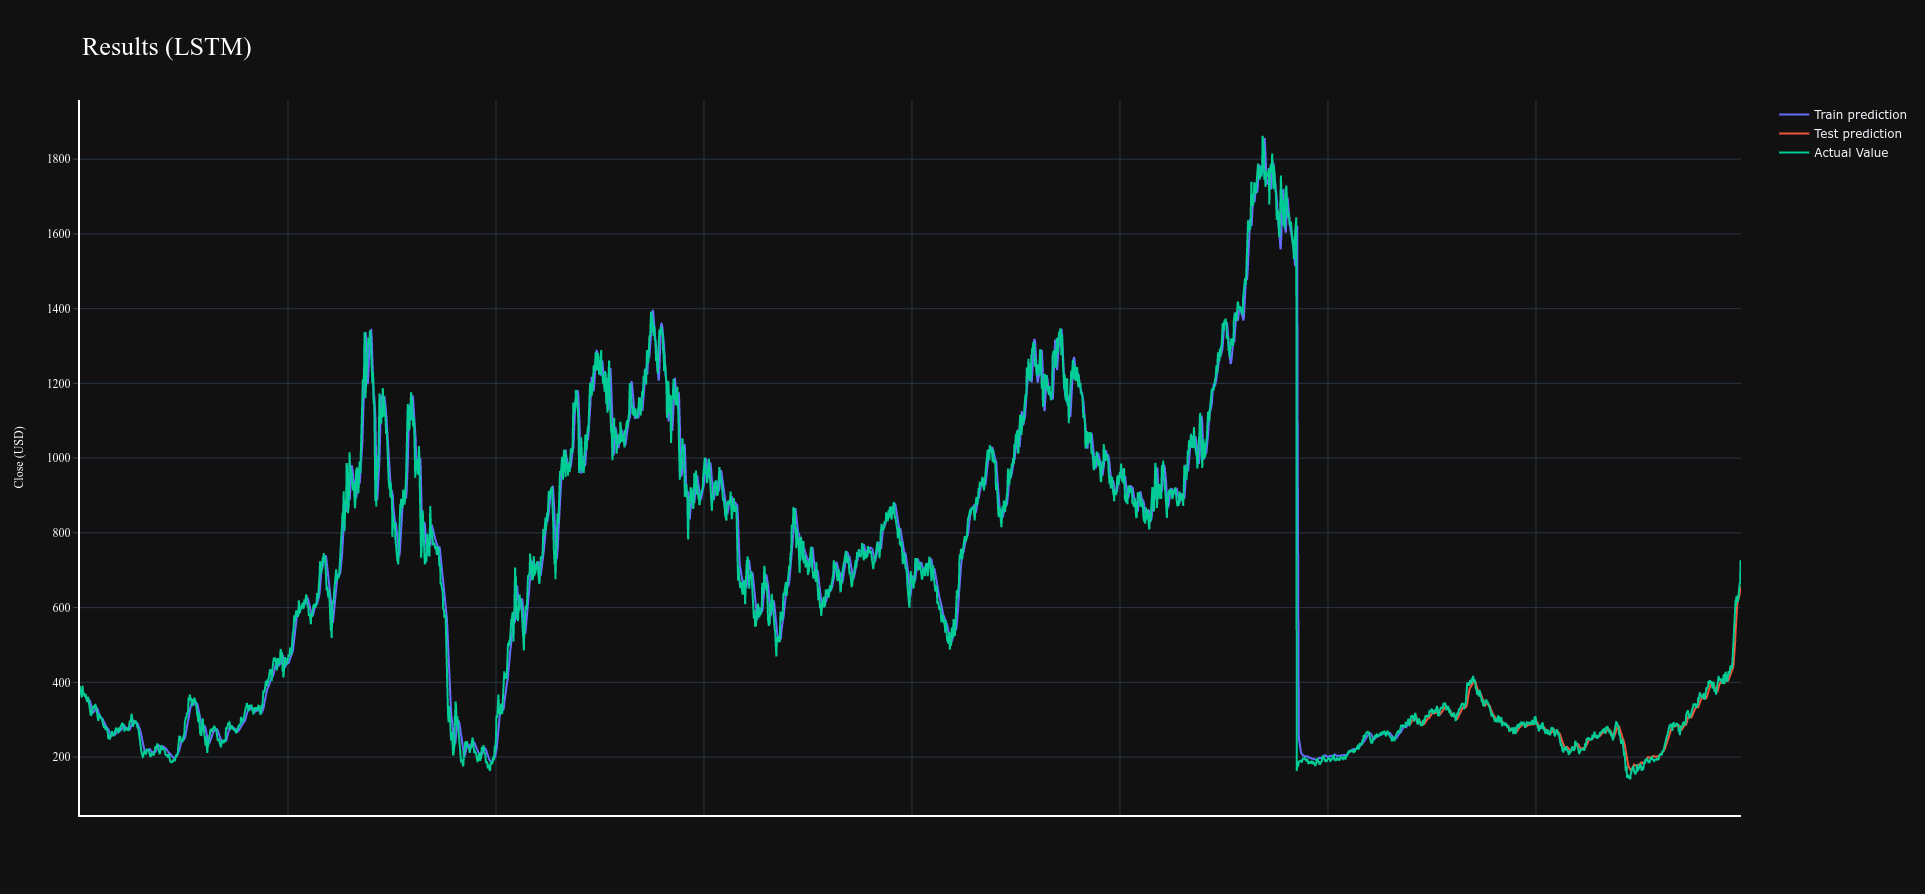 Results (LSTM)
Train prediction
Test prediction
Actual Value
1800
1600
1400
1200
1000
800
600
400
200
Close (USD)